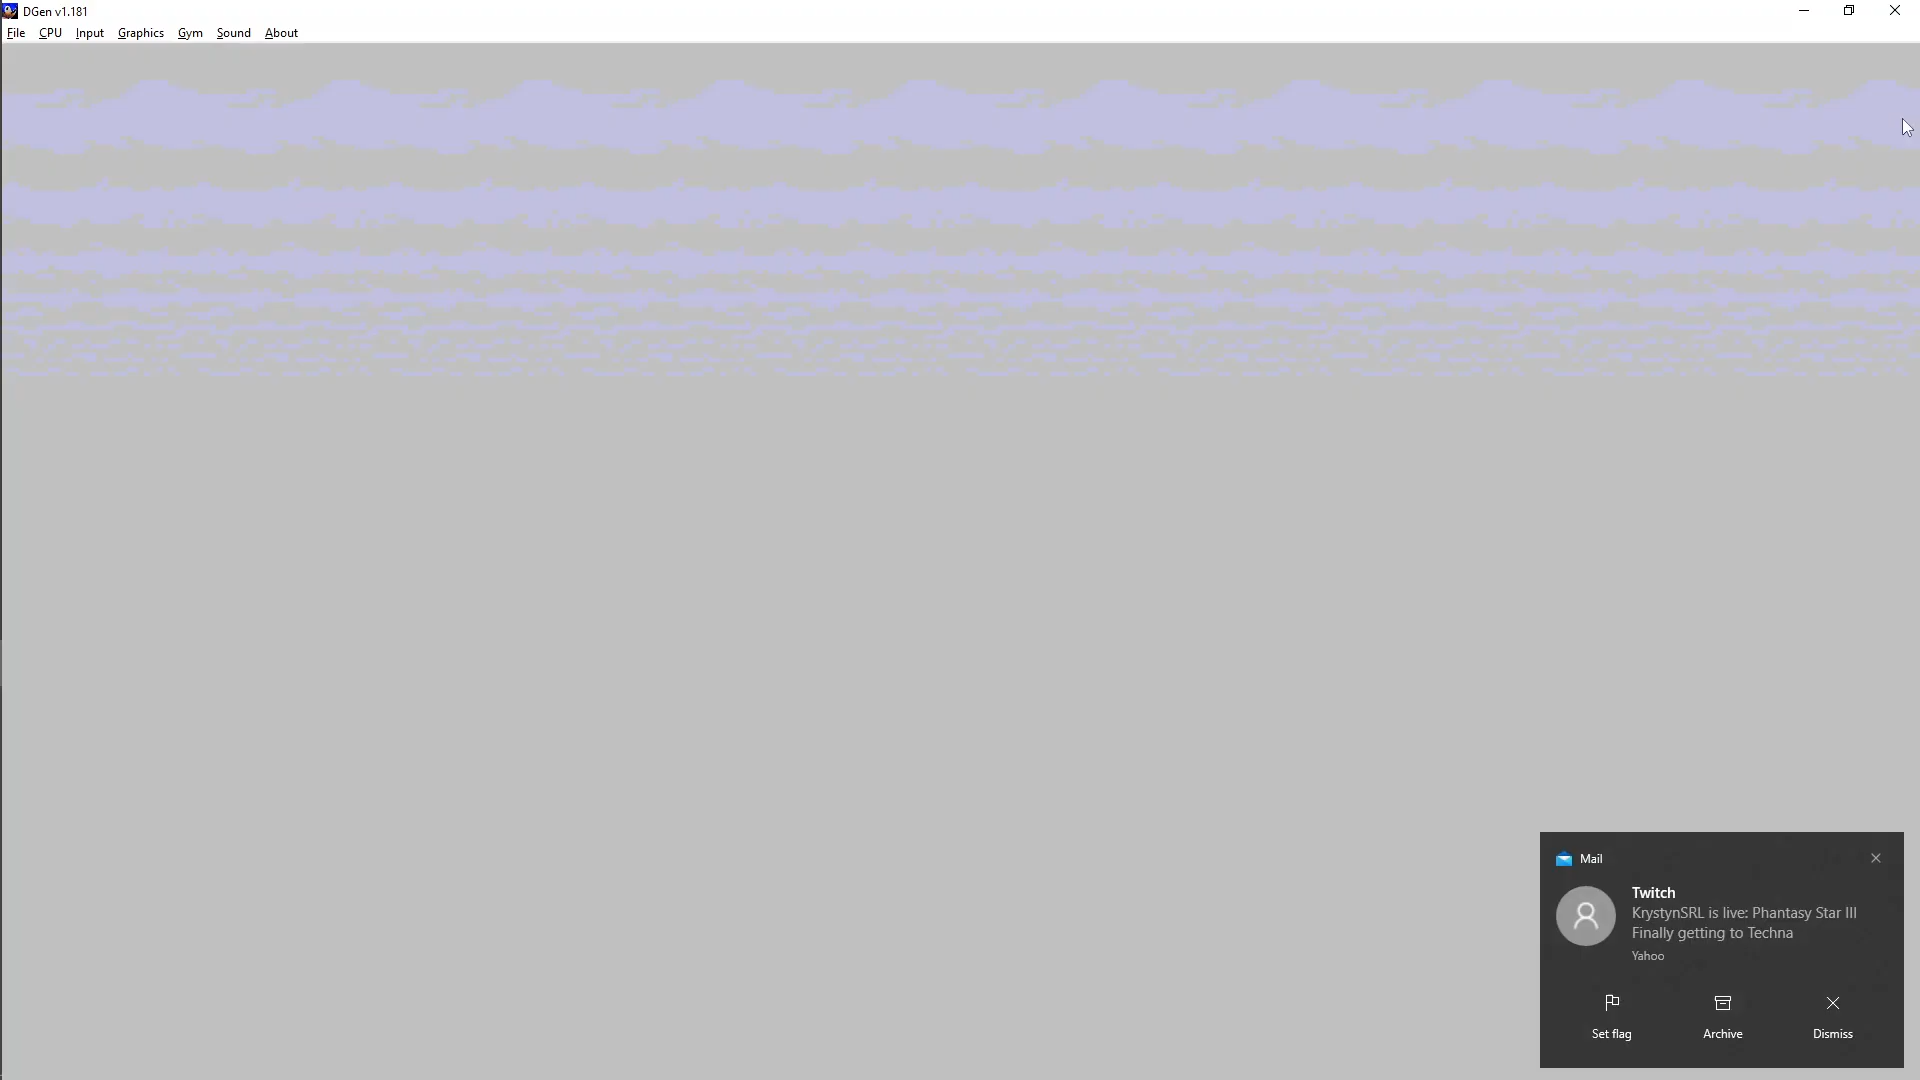 DGen v1.181
File CPU Input Graphics Gym Sound About
Mail
Twitch
KrystynSRL is live: Phantasy Star III
Finally getting to Techna
Yahoo
Set flag Archive Dismiss